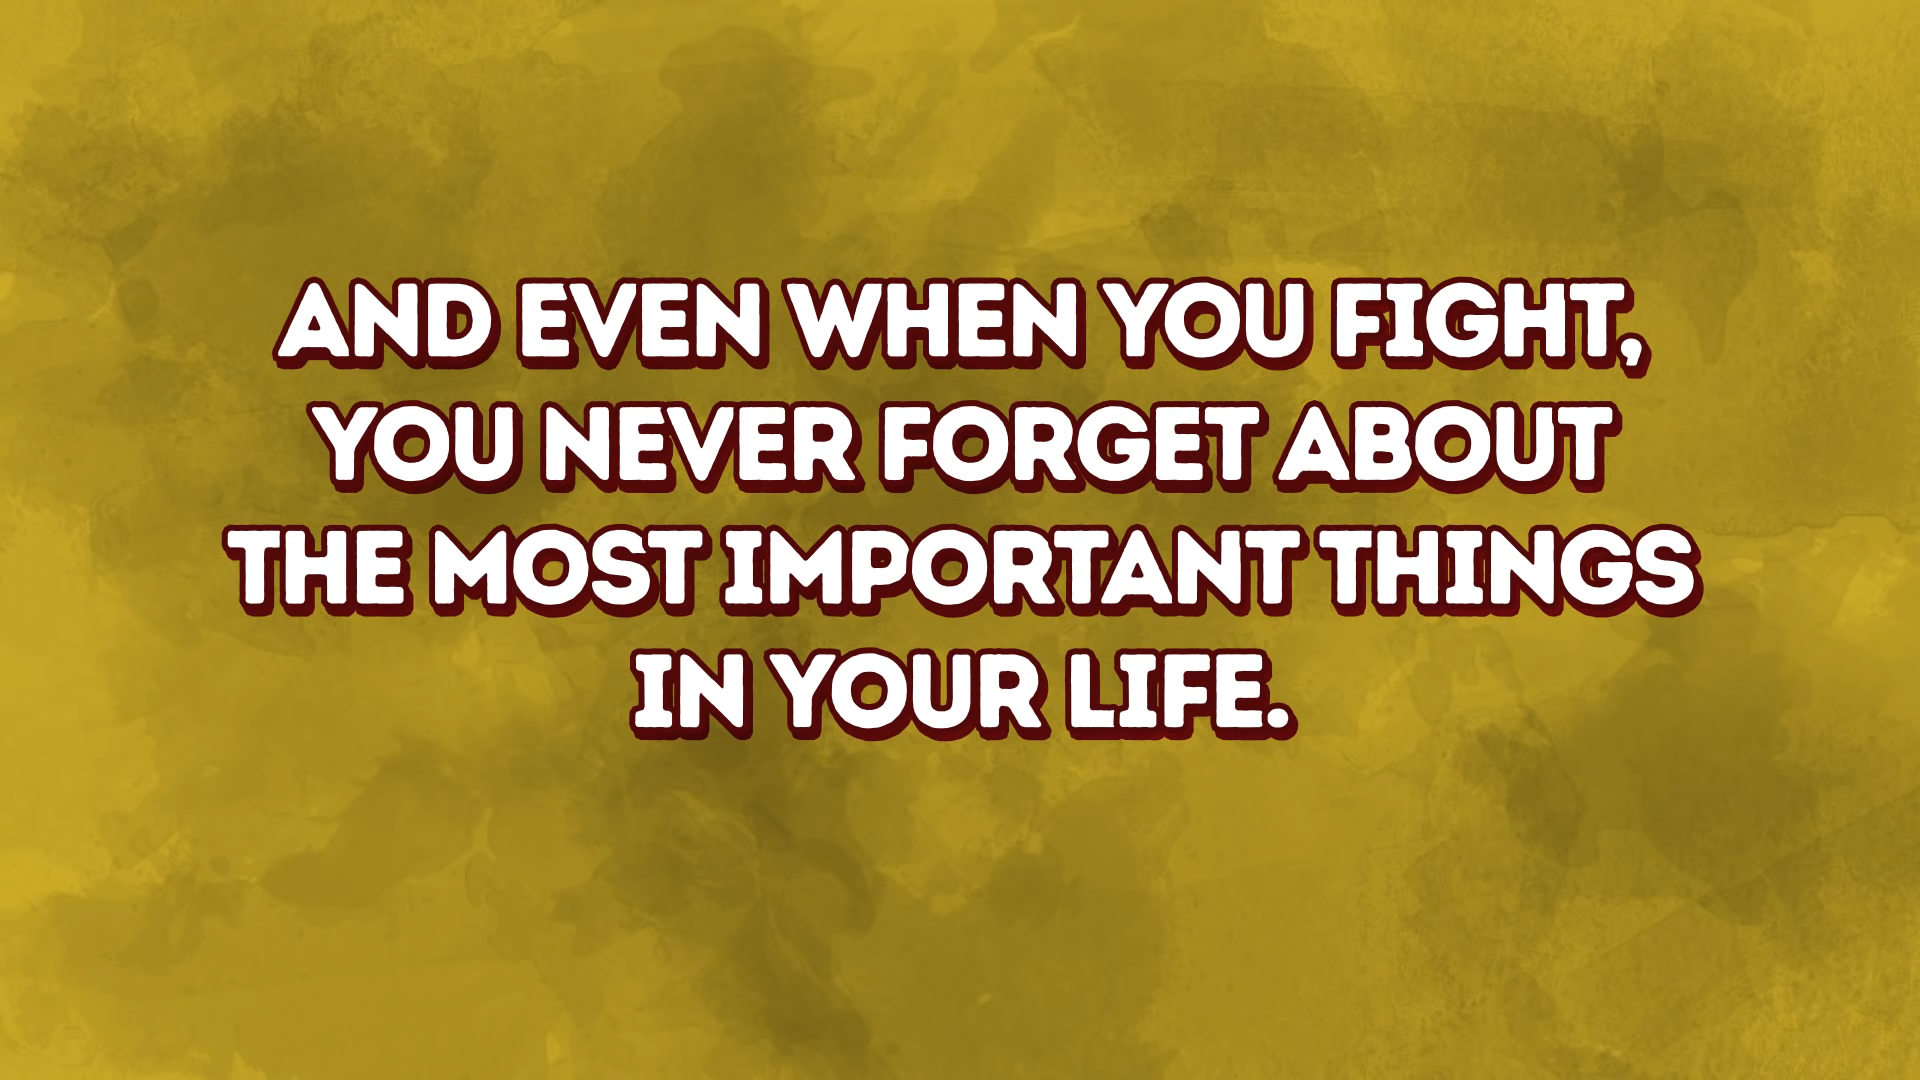 AND EVEN WHEN YOU FIGHT,
YOU NEVER FORGET ABOUT
THE MOST IMPORTANT THINGS
IN YOUR LIFE.